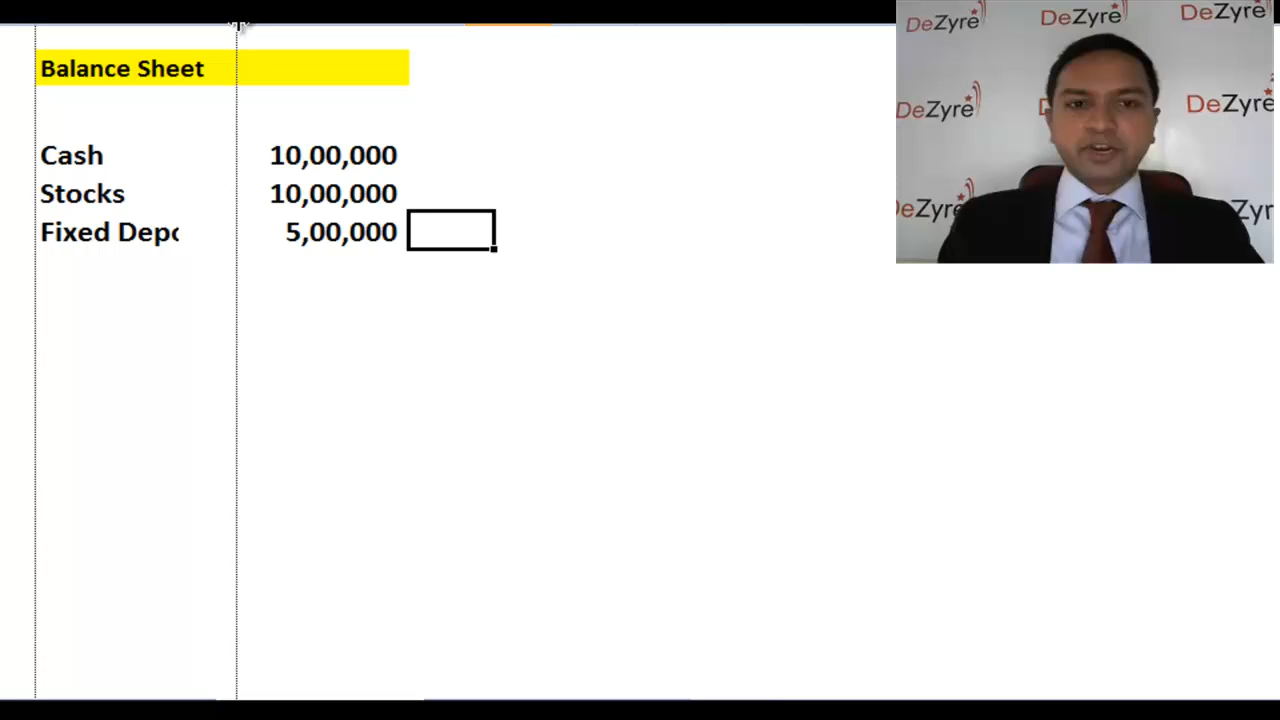 Balance Sheet
Cash 10,00,000
Stocks 10,00,000
Fixed Depo 5,00,000
DeZyre DeZyre DeZyre
DeZyre DeZyre
DeZyre